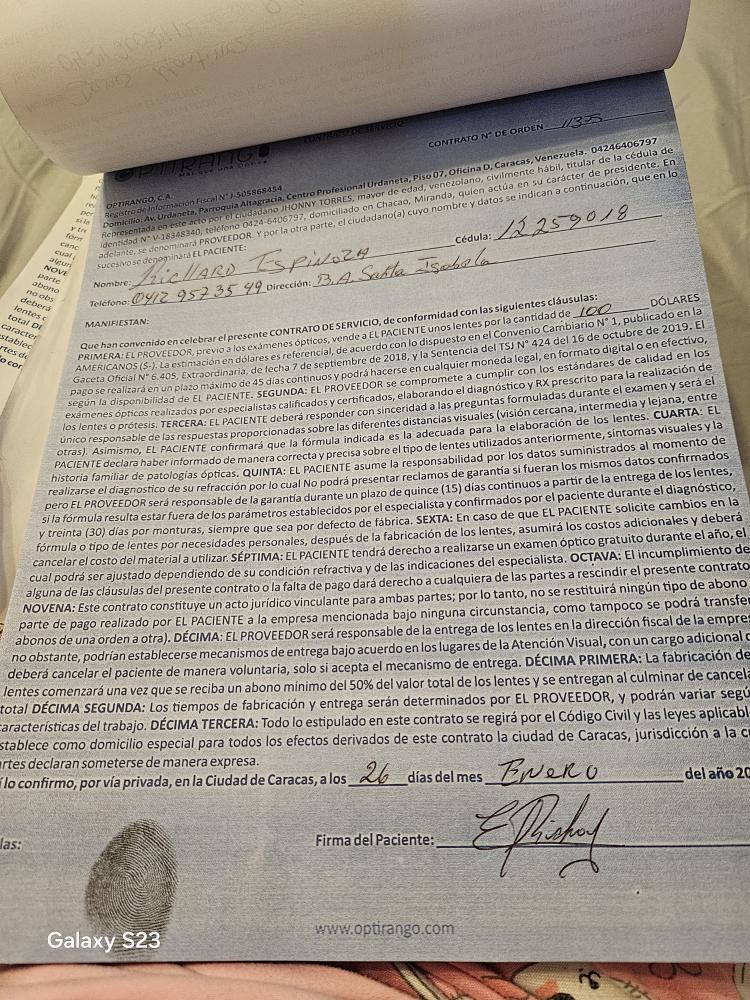 CONTRATO DE SERVICIO
CONTRATO N° DE ORDEN 11375
OPTIRANGO
MÁS QUE UNA ÓPTICA
OPTIRANGO, C.A.
Registro de Información Fiscal N° J-505868454
Domicilio: Av. Urdaneta, Parroquia Altagracia, Centro Profesional Urdaneta, Piso 07, Oficina D, Caracas, Venezuela. 04246406797
Representada en este acto por el ciudadano JHONNY TORRES, mayor de edad, venezolano, civilmente hábil, titular de la cédula de
identidad N° V-18348340, teléfono 0424-6406797, domiciliado en Chacao, Miranda, quien actúa en su carácter de presidente. En
adelante, se denominará PROVEEDOR. Y por la otra parte, el ciudadano(a) cuyo nombre y datos se indican a continuación, que en lo
sucesivo se denominará EL PACIENTE:
Nombre: Richard Espinoza Cédula: 12259018
Teléfono: 0412 957 35 49 Dirección: B.A. Santa Isabela
MANIFIESTAN:
Que han convenido en celebrar el presente CONTRATO DE SERVICIO, de conformidad con las siguientes cláusulas:
PRIMERA: EL PROVEEDOR, previo a los exámenes ópticos, vende a EL PACIENTE unos lentes por la cantidad de 100 DÓLARES
AMERICANOS ($-). La estimación en dólares es referencial, de acuerdo con lo dispuesto en el Convenio Cambiario N° 1, publicado en la
Gaceta Oficial N° 6.405, Extraordinaria, de fecha 7 de septiembre de 2018, y la Sentencia del TSJ N° 424 del 16 de octubre de 2019. El
pago se realizará en un plazo máximo de 45 días continuos y podrá hacerse en cualquier moneda legal, en formato digital o en efectivo,
según la disponibilidad de EL PACIENTE. SEGUNDA: EL PROVEEDOR se compromete a cumplir con los estándares de calidad en los
exámenes ópticos realizados por especialistas calificados y certificados, elaborando el diagnóstico y RX prescrito para la realización de
los lentes o prótesis. TERCERA: EL PACIENTE deberá responder con sinceridad a las preguntas formuladas durante el examen y será el
único responsable de las respuestas proporcionadas sobre las diferentes distancias visuales (visión cercana, intermedia y lejana, entre
otras). Asimismo, EL PACIENTE confirmará que la fórmula indicada es la adecuada para la elaboración de los lentes. CUARTA: EL
PACIENTE declara haber informado de manera correcta y precisa sobre el tipo de lentes utilizados anteriormente, síntomas visuales y la
historia familiar de patologías ópticas. QUINTA: EL PACIENTE asume la responsabilidad por los datos suministrados al momento de
realizarse el diagnostico de su refracción por lo cual No podrá presentar reclamos de garantía si fueran los mismos datos confirmados
pero EL PROVEEDOR será responsable de la garantía durante un plazo de quince (15) días continuos a partir de la entrega de los lentes,
si la fórmula resulta estar fuera de los parámetros establecidos por el especialista y confirmados por el paciente durante el diagnóstico,
y treinta (30) días por monturas, siempre que sea por defecto de fábrica. SEXTA: En caso de que EL PACIENTE solicite cambios en la
fórmula o tipo de lentes por necesidades personales, después de la fabricación de los lentes, asumirá los costos adicionales y deberá
cancelar el costo del material a utilizar. SÉPTIMA: EL PACIENTE tendrá derecho a realizarse un examen óptico gratuito durante el año, el
cual podrá ser ajustado dependiendo de su condición refractiva y de las indicaciones del especialista. OCTAVA: El incumplimiento de
alguna de las cláusulas del presente contrato o la falta de pago dará derecho a cualquiera de las partes a rescindir el presente contrato
NOVENA: Este contrato constituye un acto jurídico vinculante para ambas partes; por lo tanto, no se restituirá ningún tipo de abono
parte de pago realizado por EL PACIENTE a la empresa mencionada bajo ninguna circunstancia, como tampoco se podrá transfer
abonos de una orden a otra). DÉCIMA: EL PROVEEDOR será responsable de la entrega de los lentes en la dirección fiscal de la empres
no obstante, podrían establecerse mecanismos de entrega bajo acuerdo en los lugares de la Atención Visual, con un cargo adicional
deberá cancelar el paciente de manera voluntaria, solo si acepta el mecanismo de entrega. DÉCIMA PRIMERA: La fabricación de
lentes comenzará una vez que se reciba un abono mínimo del 50% del valor total de los lentes y se entregan al culminar de cancela
total DÉCIMA SEGUNDA: Los tiempos de fabricación y entrega serán determinados por EL PROVEEDOR, y podrán variar segú
características del trabajo. DÉCIMA TERCERA: Todo lo estipulado en este contrato se regirá por el Código Civil y las leyes aplicabl
stablece como domicilio especial para todos los efectos derivados de este contrato la ciudad de Caracas, jurisdicción a la cu
artes declaran someterse de manera expresa.
í lo confirmo, por vía privada, en la Ciudad de Caracas, a los 26 días del mes Enero del año 20
las:
Firma del Paciente:
www.optirango.com
Galaxy S23